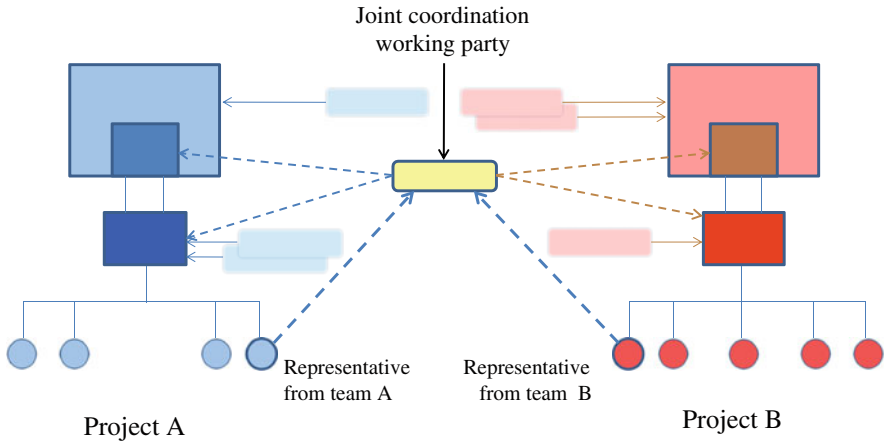 Joint coordination
working party
Representative
from team A
Representative
from team  B
Project A
Project B